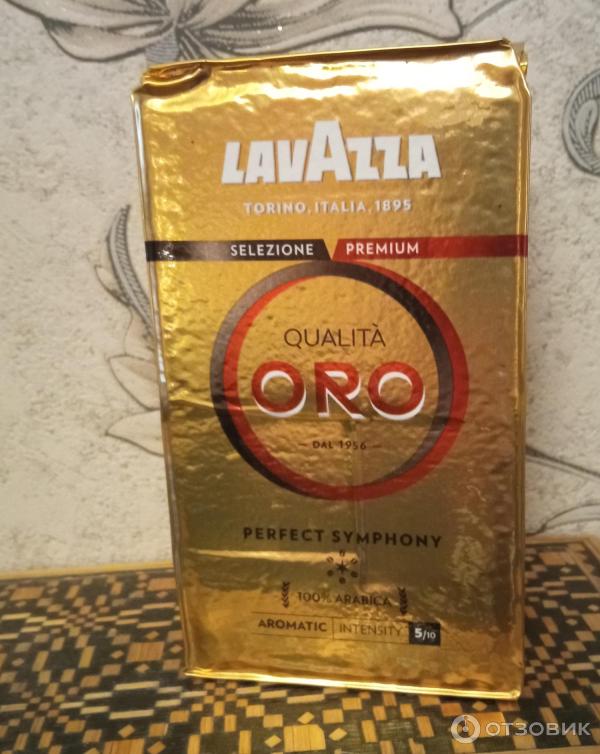 LAVAZZA
TORINO, ITALIA, 1895
SELEZIONE PREMIUM
QUALITÀ
ORO
DAL 1956
PERFECT SYMPHONY
100% ARABICA
AROMATIC INTENSITY 5/10
ОТЗОВИК